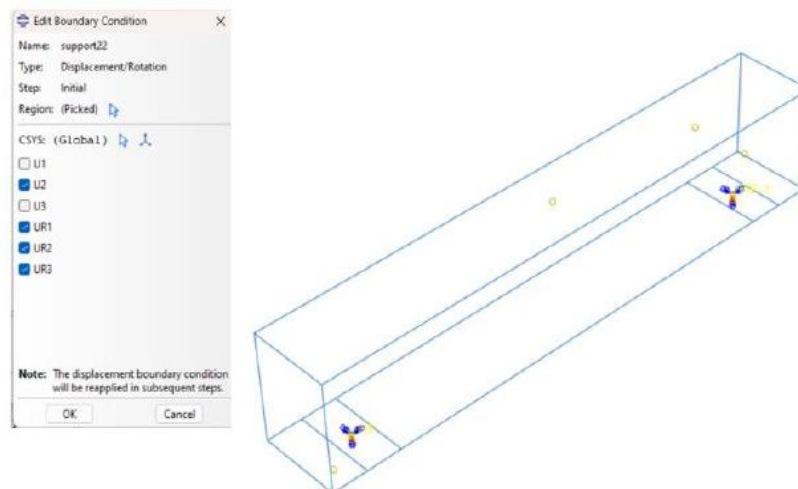 Edit Boundary Condition
Name: support22
Type: Displacement/Rotation
Step: Initial
Region: (Picked)
CSYS: (Global)
U1
U2
U3
UR1
UR2
UR3
Note: The displacement boundary condition
will be reapplied in subsequent steps.
OK
Cancel